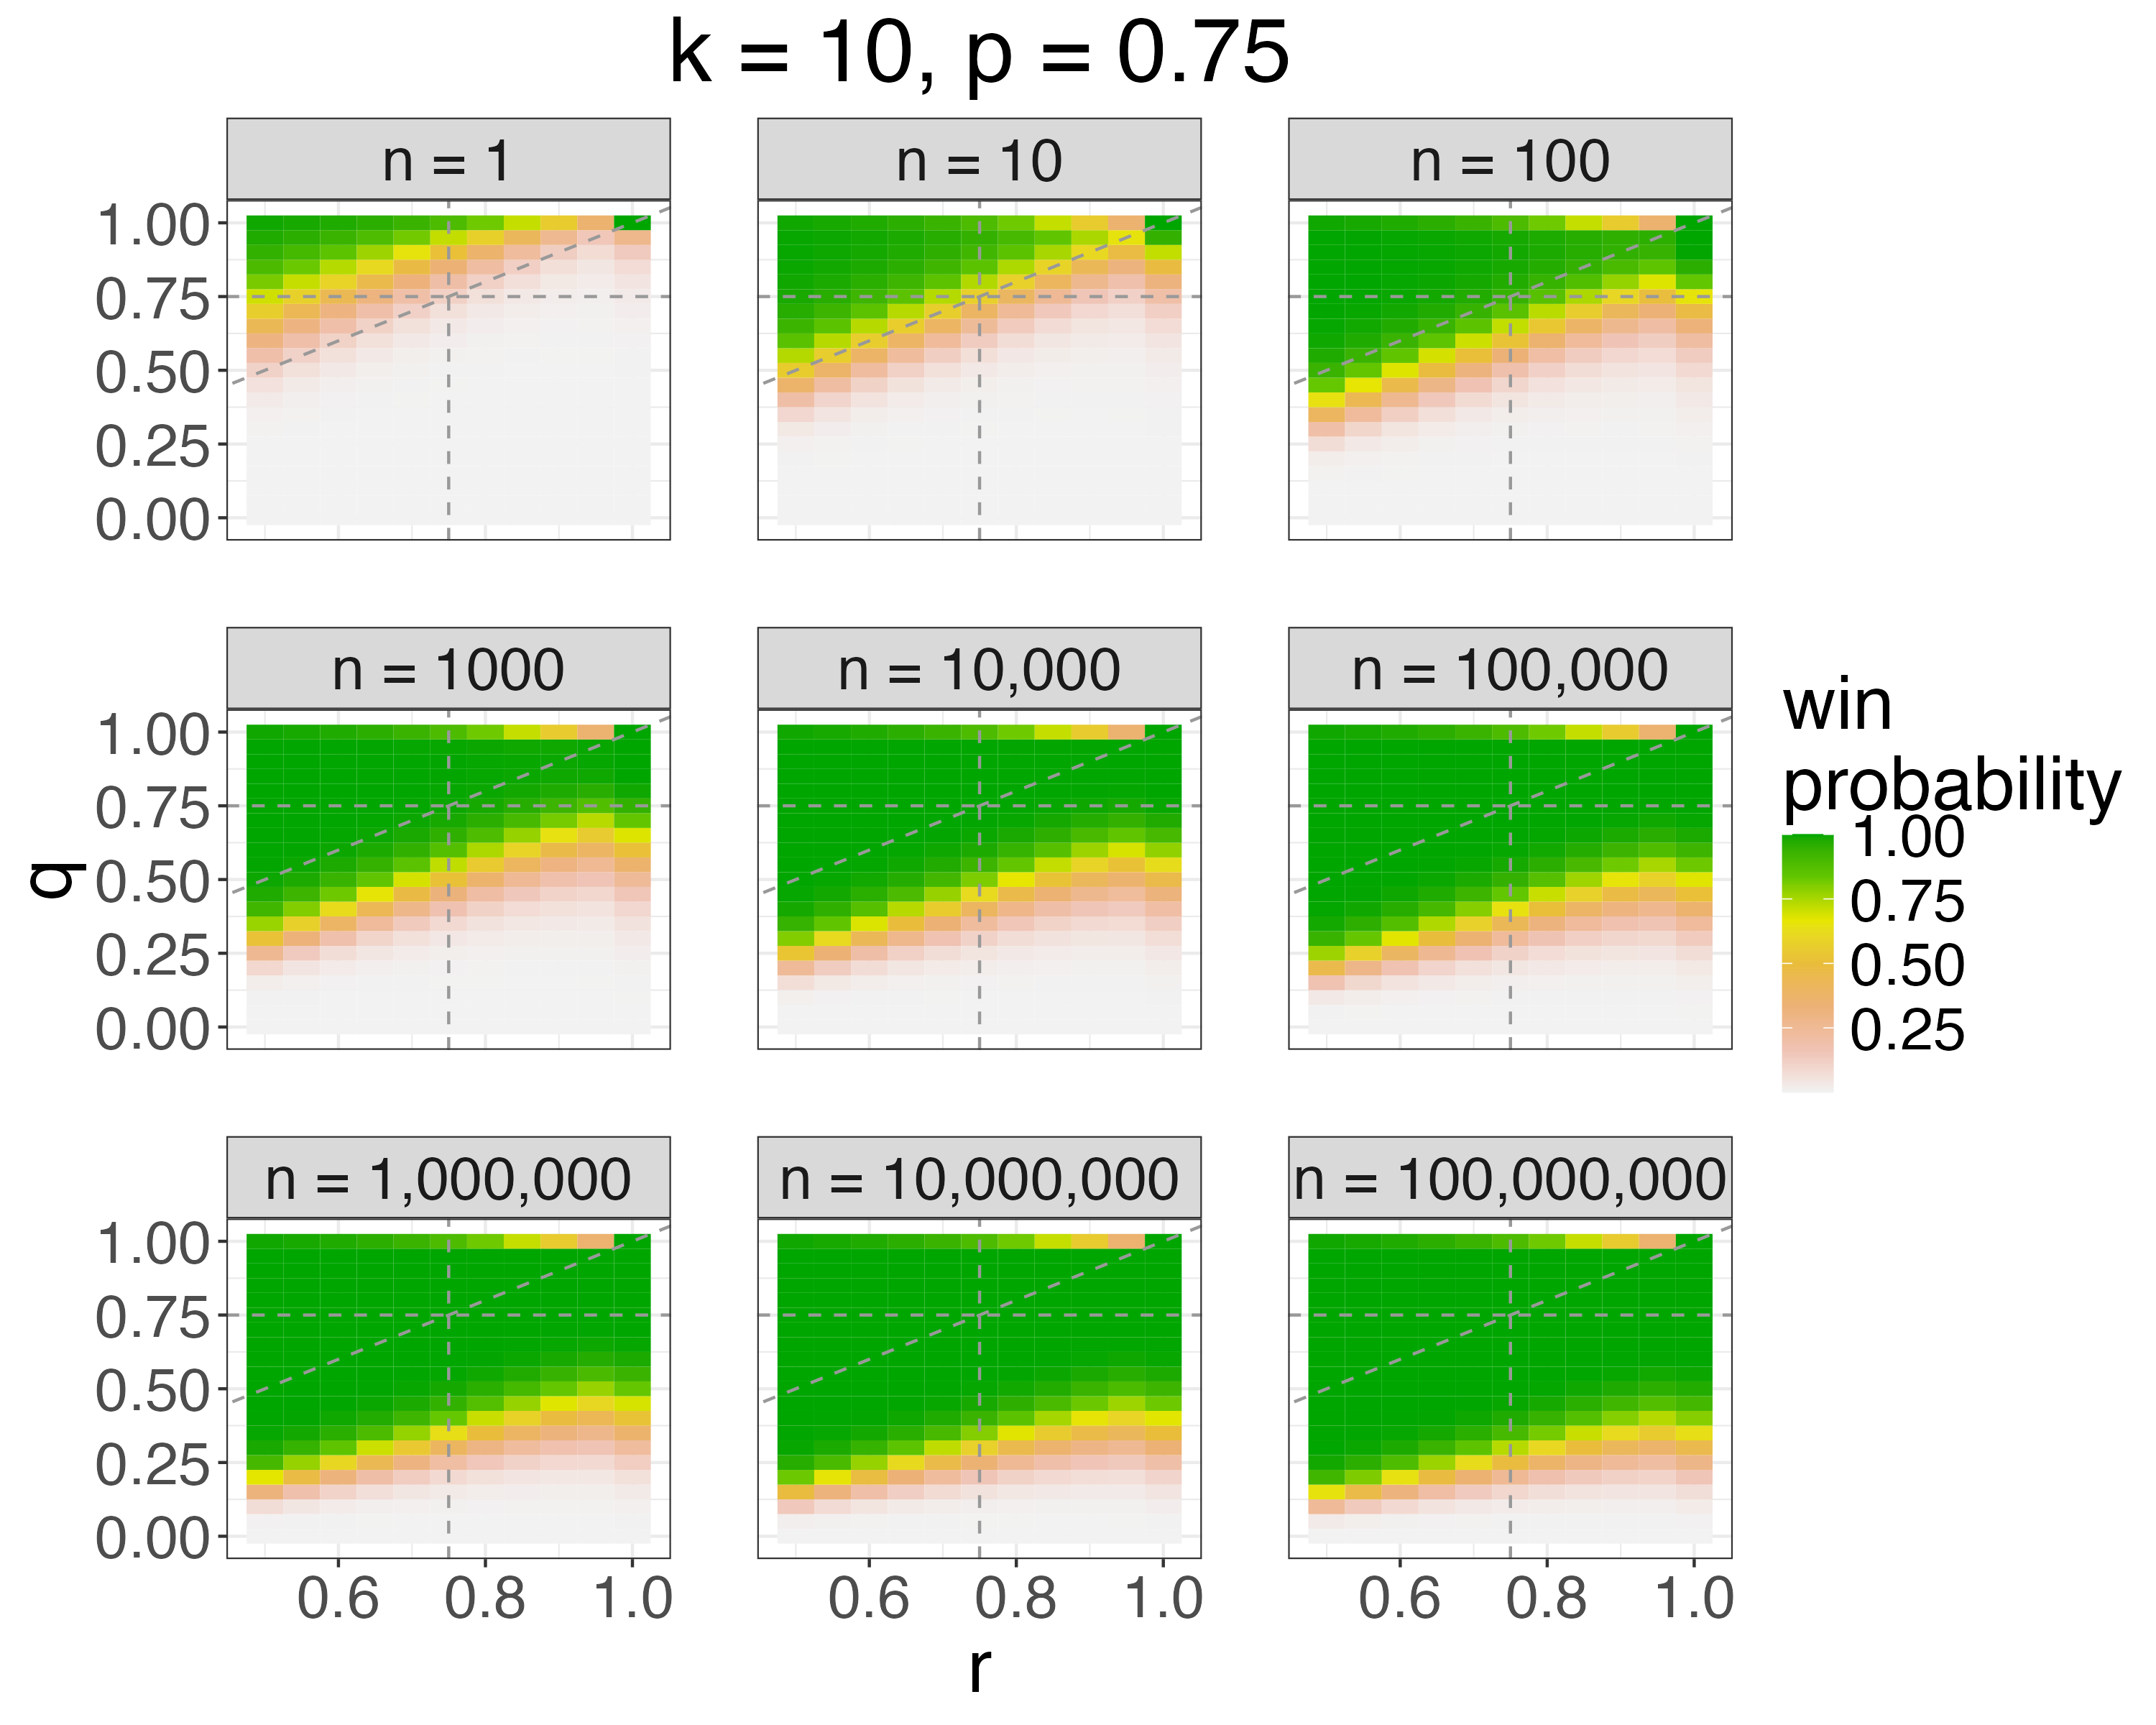 k = 10, p = 0.75
n = 1
n = 10
n = 100
1.00
0.75
0.50
0.25
0.00
n = 1000
n = 10,000
n = 100,000
1.00
0.75
0.50
0.25
0.00
q
win
probability
1.00
0.75
0.50
0.25
n = 1,000,000
n = 10,000,000
n = 100,000,000
1.00
0.75
0.50
0.25
0.00
0.6 0.8 1.0
0.6 0.8 1.0
0.6 0.8 1.0
r